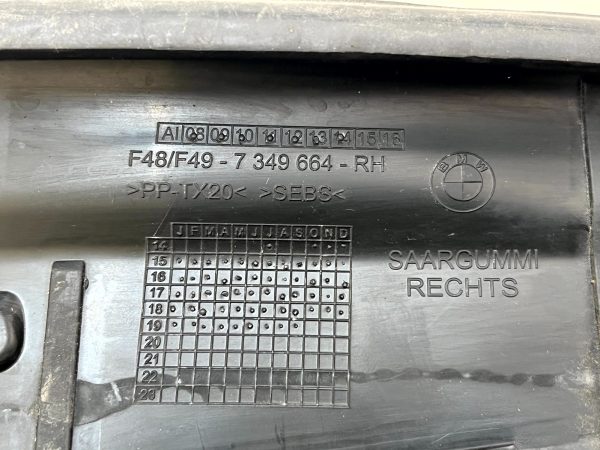 AI 08 09 10 11 12 13 14 15 16
F48/F49 - 7 349 664 - RH
>PP-TX20< >SEBS<
BMW
J F M A M J J A S O N D
14
15
16
17
18
19
20
21
22
23
SAARGUMMI
RECHTS